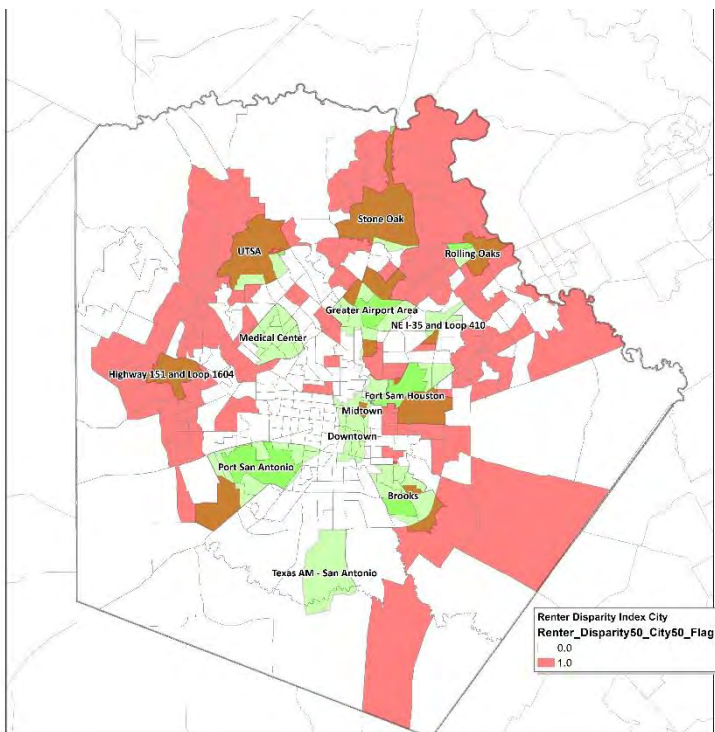 Stone Oak
UTSA
Rolling Oaks
Greater Airport Area
NE I-35 and Loop 410
Medical Center
Highway 151 and Loop 1604
Fort Sam Houston
Midtown
Downtown
Port San Antonio
Brooks
Texas AM - San Antonio
Renter Disparity Index City
Renter_Disparity50_City50_Flag
0.0
1.0